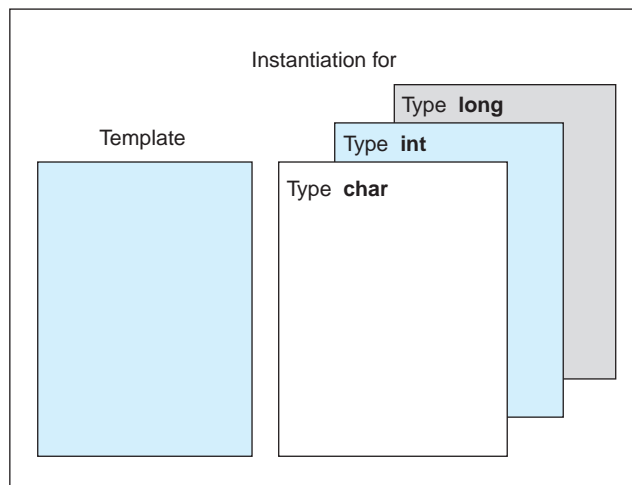 Instantiation for
Type long
Template
Type int
Type char